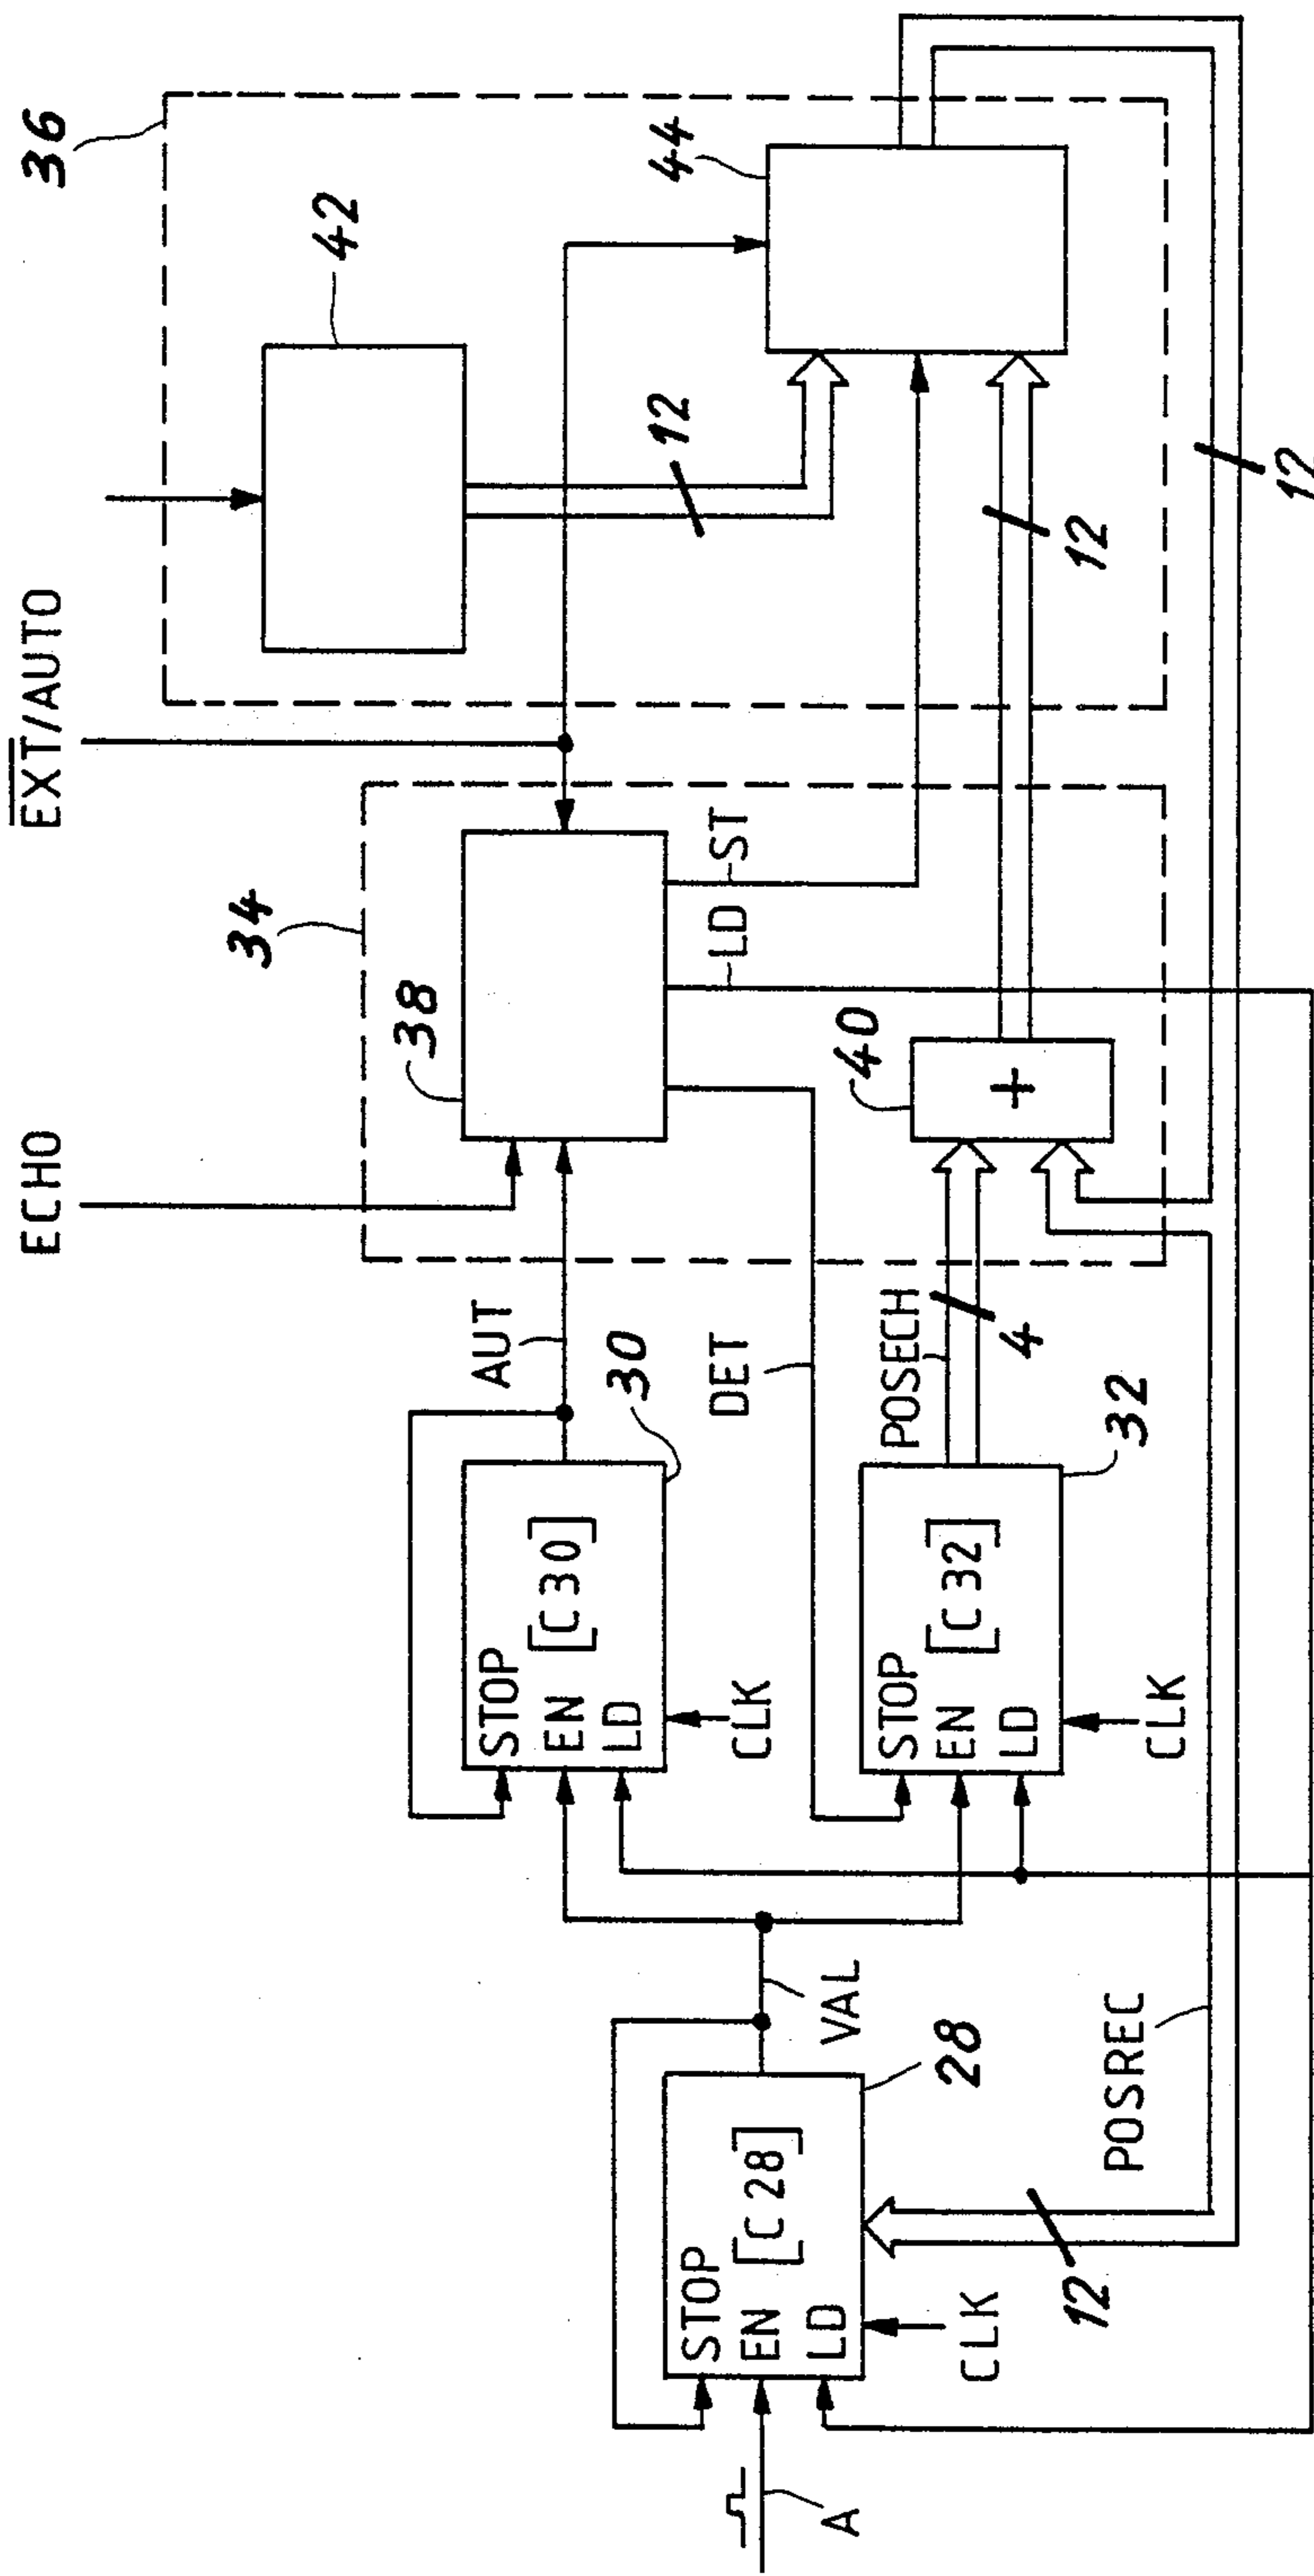 36
EXT/AUTO
42
44
12
12
12
ECHO
34
38
ST
LD
40
+
AUT
30
DET
POSECH
4
32
STOP
EN [C30]
LD
CLK
STOP
EN [C32]
LD
CLK
VAL
28
POSREC
STOP
EN [C28]
LD
CLK
12
A